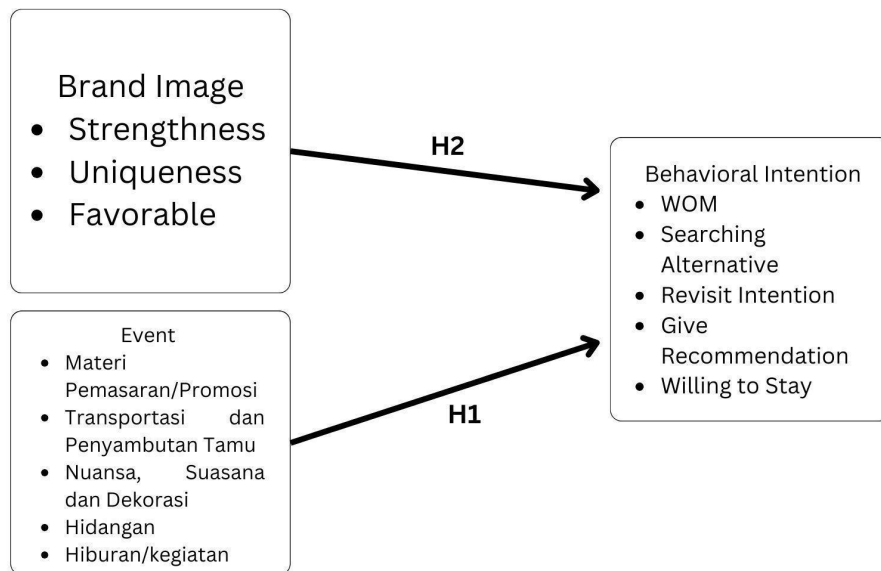 Brand Image
• Strengthness
• Uniqueness
• Favorable
H2
Behavioral Intention
• WOM
• Searching
Alternative
• Revisit Intention
• Give
Recommendation
• Willing to Stay
Event
• Materi
Pemasaran/Promosi
• Transportasi dan
Penyambutan Tamu
• Nuansa, Suasana
dan Dekorasi
• Hidangan
• Hiburan/kegiatan
H1